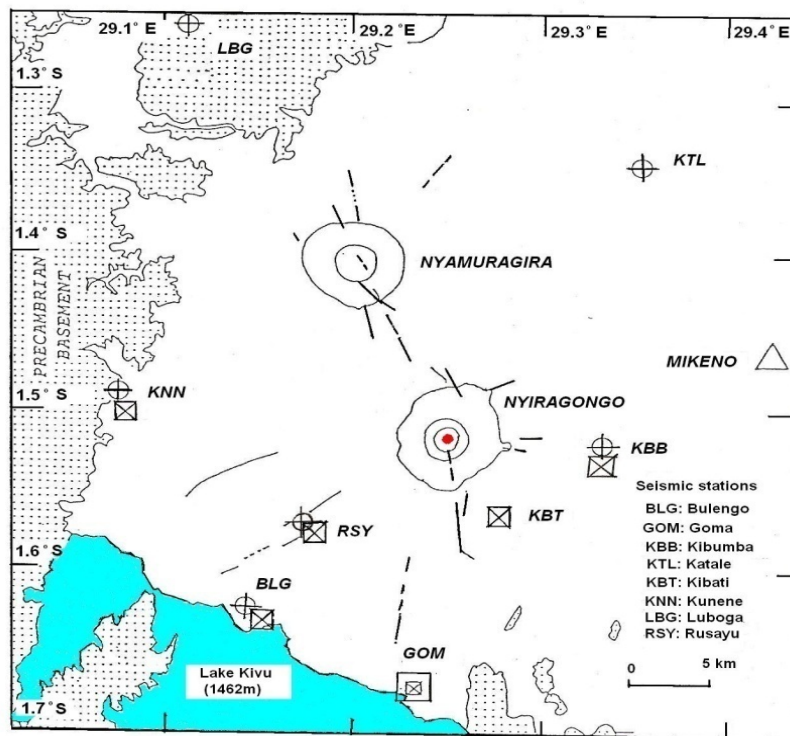 29.1° E
29.2° E
29.3° E
29.4° E
LBG
1.3° S
KTL
1.4° S
NYAMURAGIRA
PRECAMBRIAN
BASEMENT
MIKENO
KNN
1.5° S
NYIRAGONGO
KBB
Seismic stations
BLG: Bulengo
GOM: Goma
KBB: Kibumba
KTL: Katale
KBT: Kibati
KNN: Kunene
LBG: Luboga
RSY: Rusayu
RSY
KBT
1.6° S
BLG
GOM
0
5 km
Lake Kivu
(1462m)
1.7° S